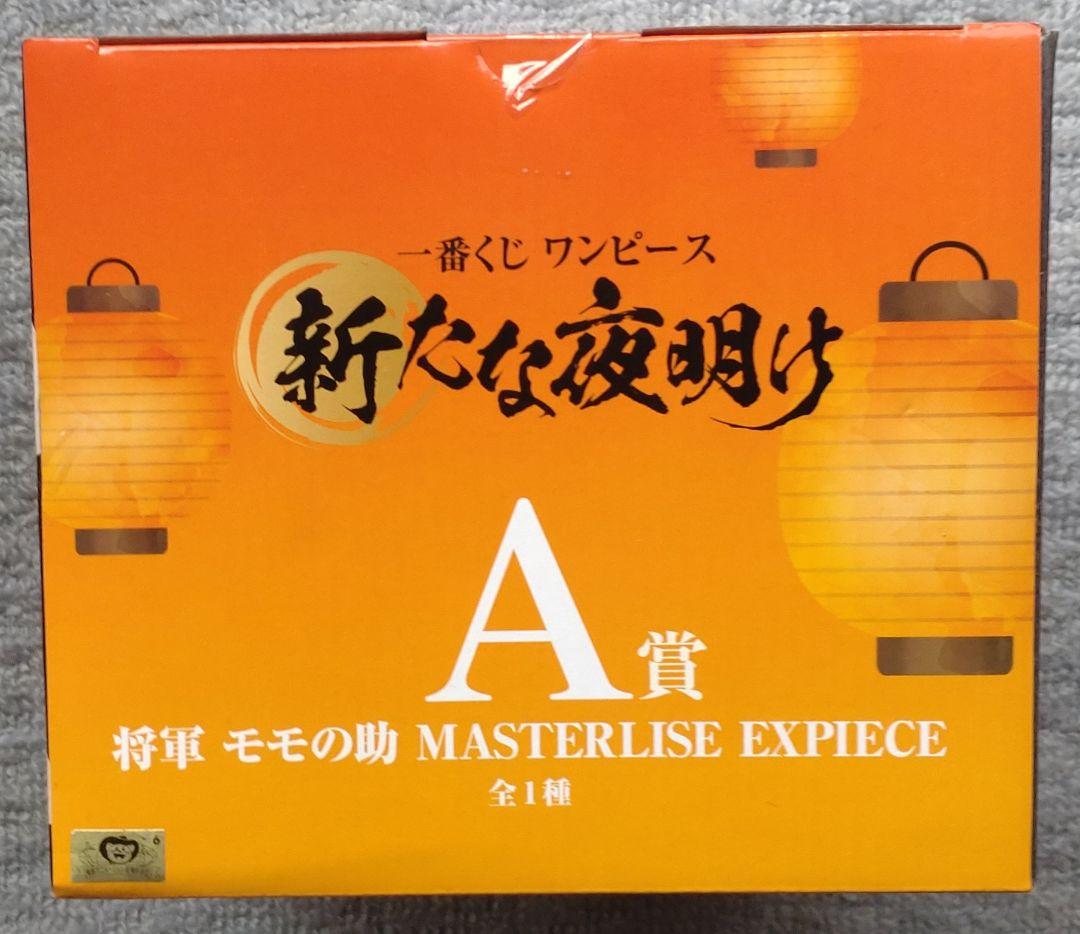 一番くじ ワンピース
新たな夜明け
A賞
将軍 モモの助 MASTERLISE EXPIECE
全1種
6